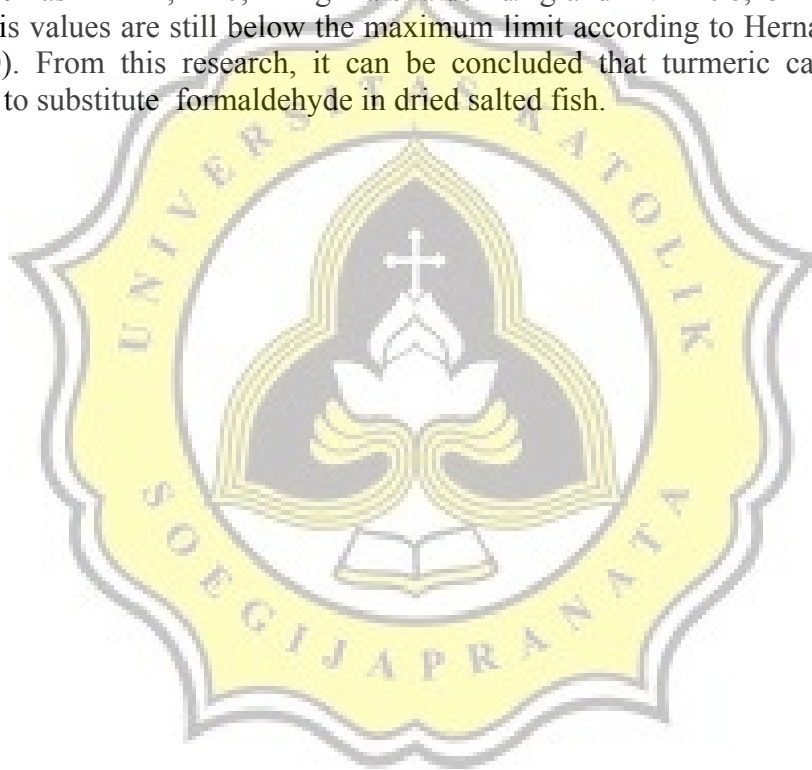 and
is values are still below the maximum limit according to Herna
). From this research, it can be concluded that turmeric ca
to substitute formaldehyde in dried salted fish.
UNIVERSITAS KATOLIK
SOEGIJAPRANATA